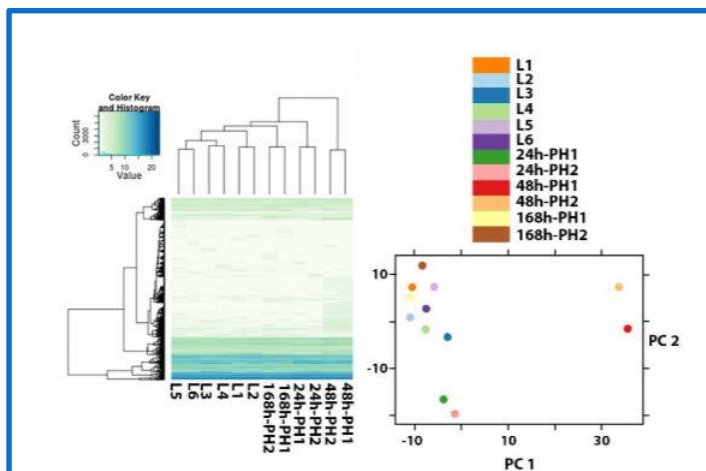 Color Key
and Histogram
Count
0 3000
5 10 20
Value
L5
L6
L3
L4
L1
L2
168h-PH2
168h-PH1
24h-PH1
24h-PH2
48h-PH2
48h-PH1
L1
L2
L3
L4
L5
L6
24h-PH1
24h-PH2
48h-PH1
48h-PH2
168h-PH1
168h-PH2
10
-10
PC 2
-10 10 30
PC 1